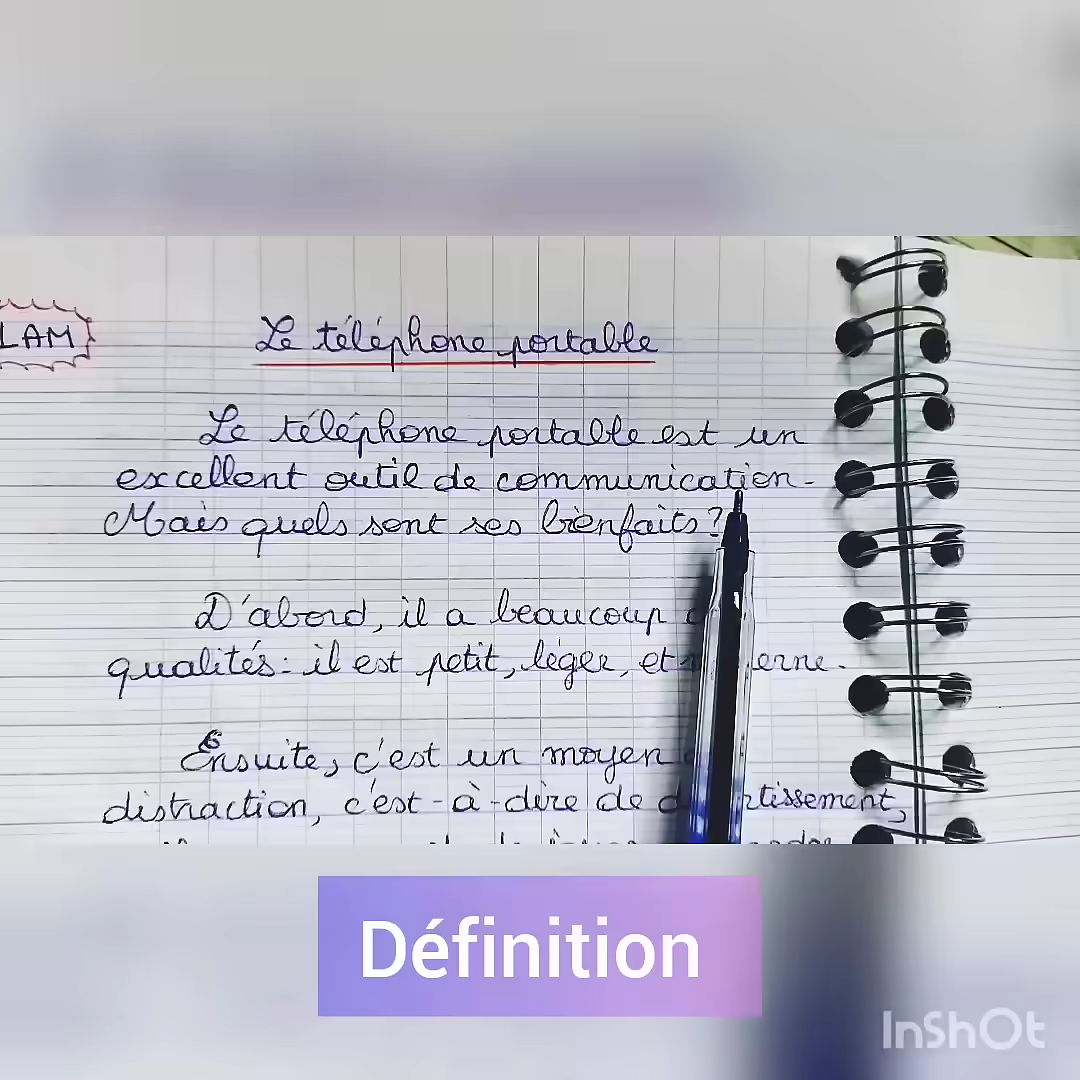 LAM
Le téléphone portable
Le téléphone portable est un
excellent outil de communication.
Mais quels sont ses bienfaits?
D'abord, il a beaucoup
qualités: il est petit, léger, et
Ensuite, c'est un moyen
distraction, c'est-à-dire de
Définition
InShOt